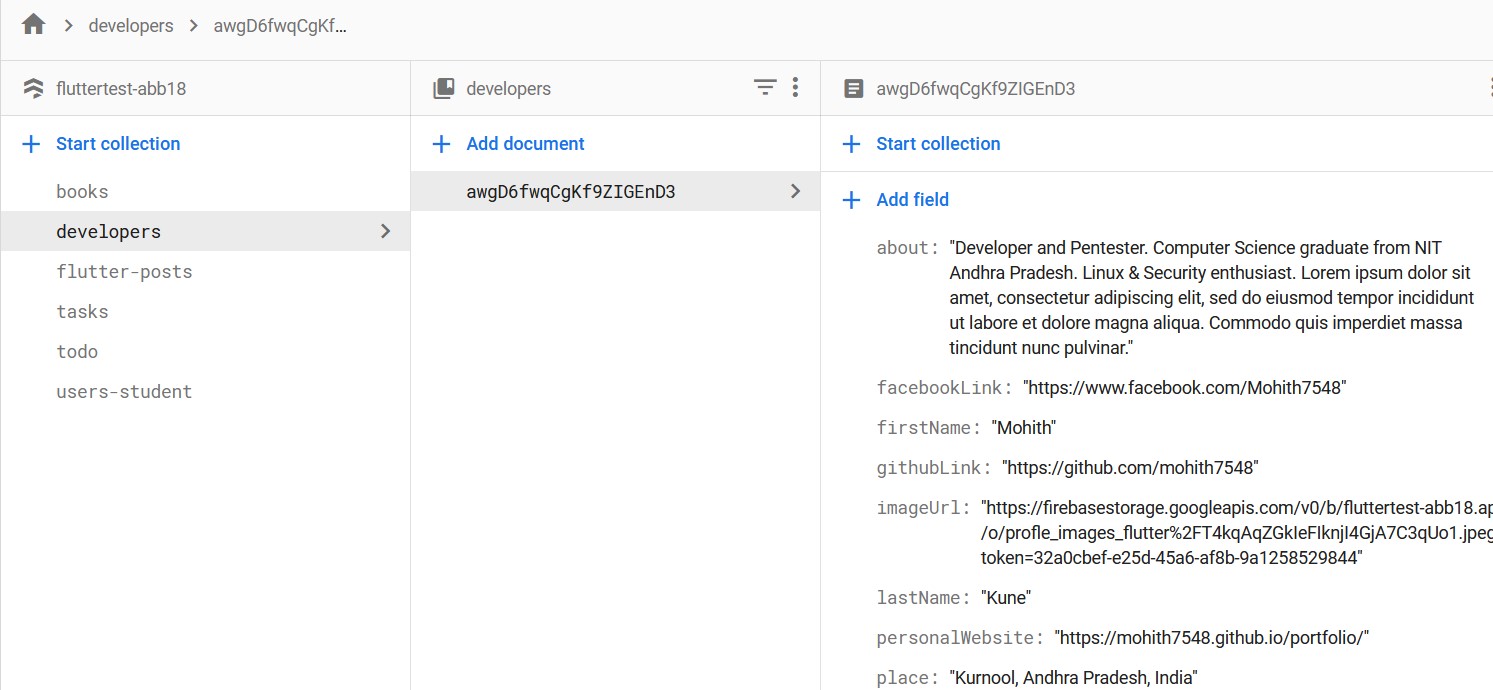 developers
awgD6fwqCgKf…
fluttertest-abb18
Start collection
books
developers
flutter-posts
tasks
todo
users-student
developers
Add document
awgD6fwqCgKf9ZIGEnD3
awgD6fwqCgKf9ZIGEnD3
Start collection
Add field
about: "Developer and Pentester. Computer Science graduate from NIT
Andhra Pradesh. Linux & Security enthusiast. Lorem ipsum dolor sit
amet, consectetur adipiscing elit, sed do eiusmod tempor incididunt
ut labore et dolore magna aliqua. Commodo quis imperdiet massa
tincidunt nunc pulvinar."
facebookLink: "https://www.facebook.com/Mohith7548"
firstName: "Mohith"
githubLink: "https://github.com/mohith7548"
imageUrl: "https://firebasestorage.googleapis.com/v0/b/fluttertest-abb18.ap
/o/profle_images_flutter%2FT4kqAqZGkIeFIknjI4GjA7C3qUo1.jpeg
token=32a0cbef-e25d-45a6-af8b-9a1258529844"
lastName: "Kune"
personalWebsite: "https://mohith7548.github.io/portfolio/"
place: "Kurnool, Andhra Pradesh, India"